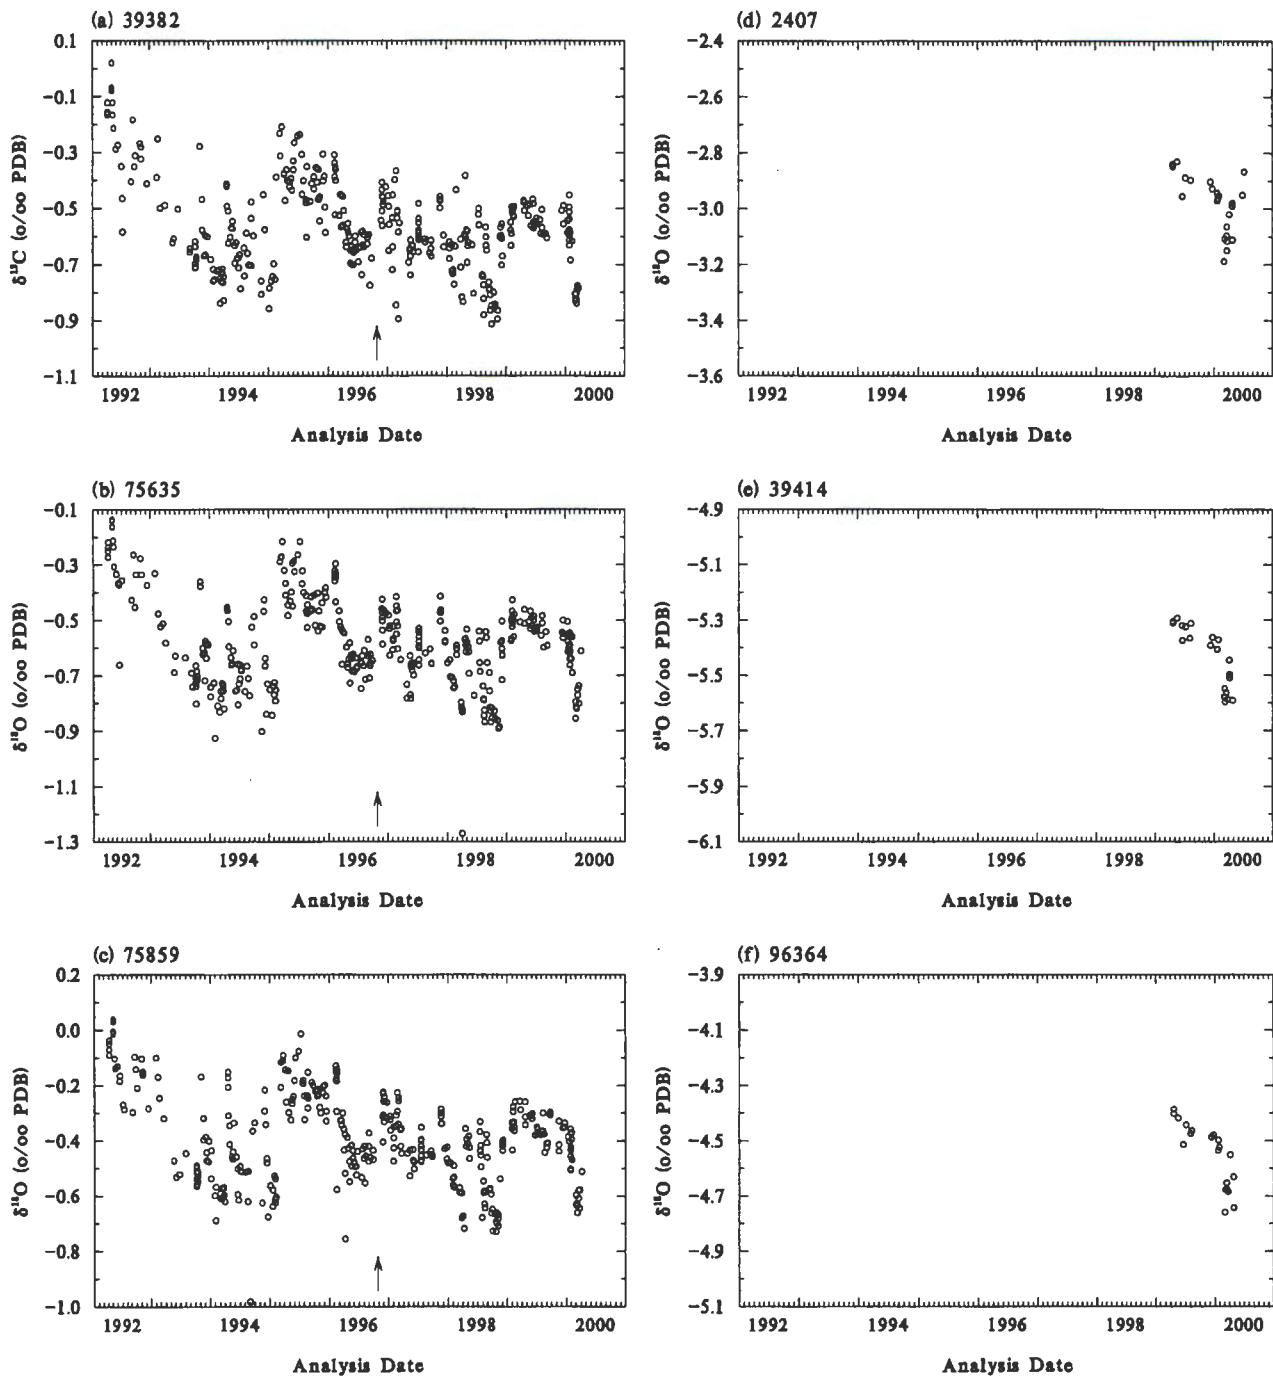 (a) 39382
0.1
−0.1
−0.3
−0.5
−0.7
−0.9
−1.1
δ¹³C (o/oo PDB)
1992 1994 1996 1998 2000
Analysis Date
(b) 75635
−0.1
−0.3
−0.5
−0.7
−0.9
−1.1
−1.3
δ¹⁸O (o/oo PDB)
1992 1994 1996 1998 2000
Analysis Date
(c) 75859
0.2
0.0
−0.2
−0.4
−0.6
−0.8
−1.0
δ¹⁸O (o/oo PDB)
1992 1994 1996 1998 2000
Analysis Date
(d) 2407
−2.4
−2.6
−2.8
−3.0
−3.2
−3.4
−3.6
δ¹⁸O (o/oo PDB)
1992 1994 1996 1998 2000
Analysis Date
(e) 39414
−4.9
−5.1
−5.3
−5.5
−5.7
−5.9
−6.1
δ¹⁸O (o/oo PDB)
1992 1994 1996 1998 2000
Analysis Date
(f) 96364
−3.9
−4.1
−4.3
−4.5
−4.7
−4.9
−5.1
δ¹⁸O (o/oo PDB)
1992 1994 1996 1998 2000
Analysis Date